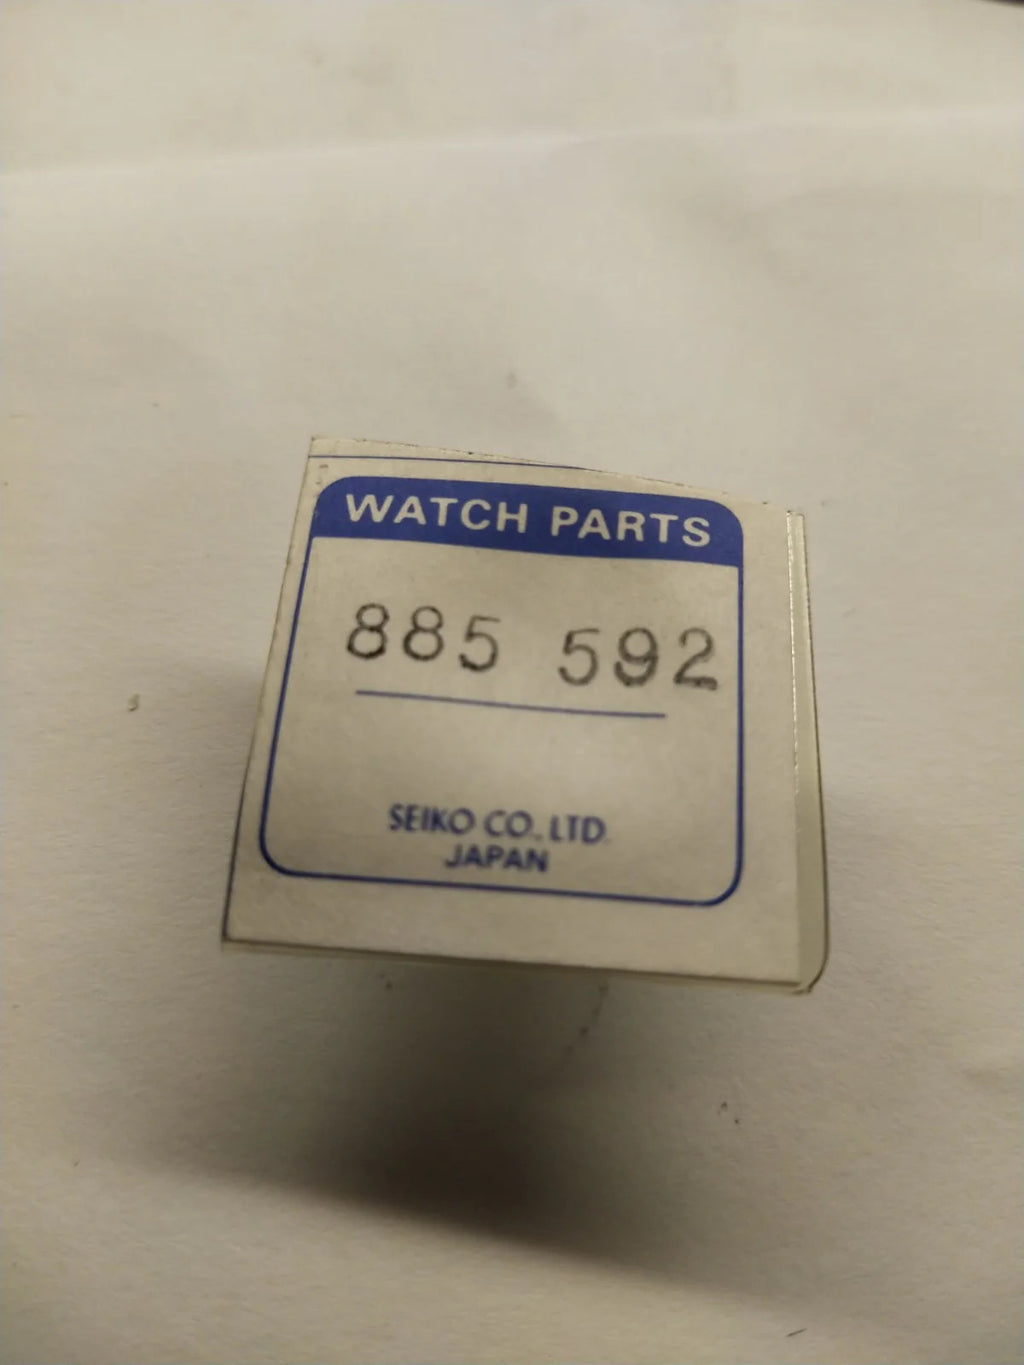 WATCH PARTS
885 592
SEIKO CO., LTD.
JAPAN